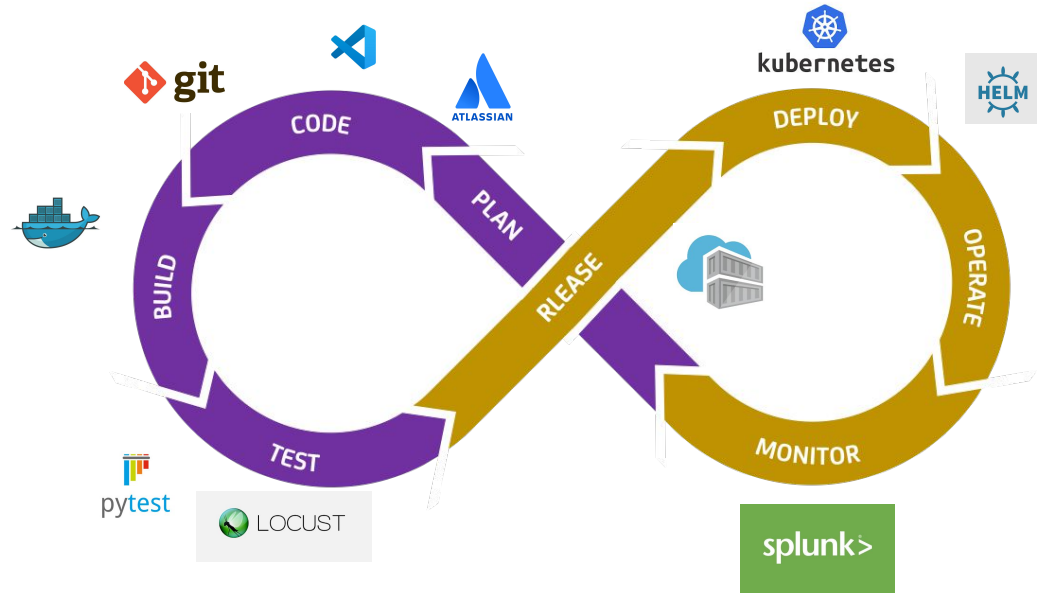 git
ATLASSIAN
kubernetes
HELM
CODE
DEPLOY
PLAN
OPERATE
BUILD
RLEASE
TEST
MONITOR
pytest
LOCUST
splunk>